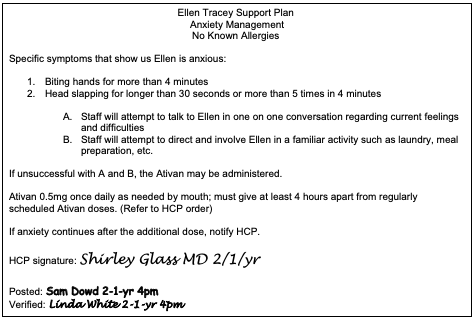 Ellen Tracey Support Plan
Anxiety Management
No Known Allergies
Specific symptoms that show us Ellen is anxious:
1. Biting hands for more than 4 minutes
2. Head slapping for longer than 30 seconds or more than 5 times in 4 minutes
A. Staff will attempt to talk to Ellen in one on one conversation regarding current feelings
and difficulties
B. Staff will attempt to direct and involve Ellen in a familiar activity such as laundry, meal
preparation, etc.
If unsuccessful with A and B, the Ativan may be administered.
Ativan 0.5mg once daily as needed by mouth; must give at least 4 hours apart from regularly
scheduled Ativan doses. (Refer to HCP order)
If anxiety continues after the additional dose, notify HCP.
HCP signature: Shirley Glass MD 2/1/yr
Posted: Sam Dowd 2-1-yr 4pm
Verified: Linda White 2-1-yr 4pm